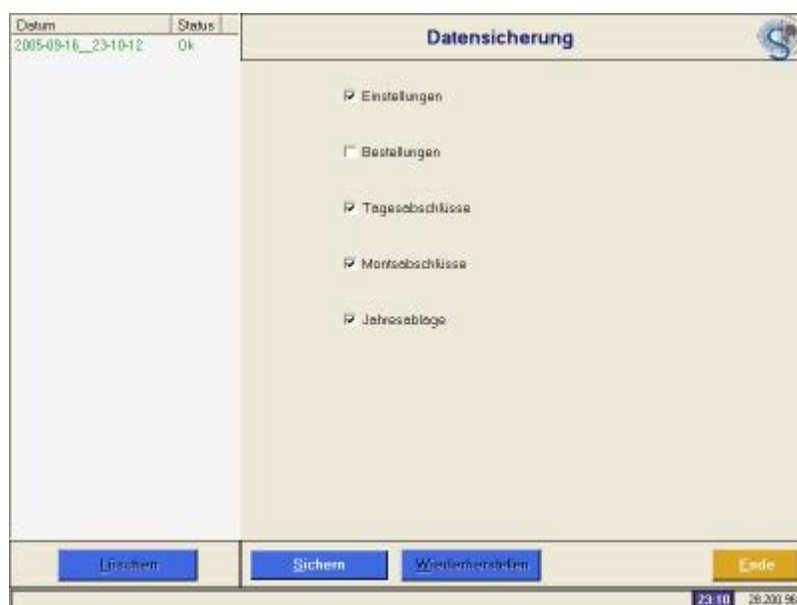 Datum Status
2005-09-16__23-10-12 Ok
Datensicherung
Einstellungen
Bestellungen
Tagesabschlüsse
Montsabschlüsse
Jahresablage
Löschen
Sichern
Wiederherstellen
Ende
23:10 28.200.96